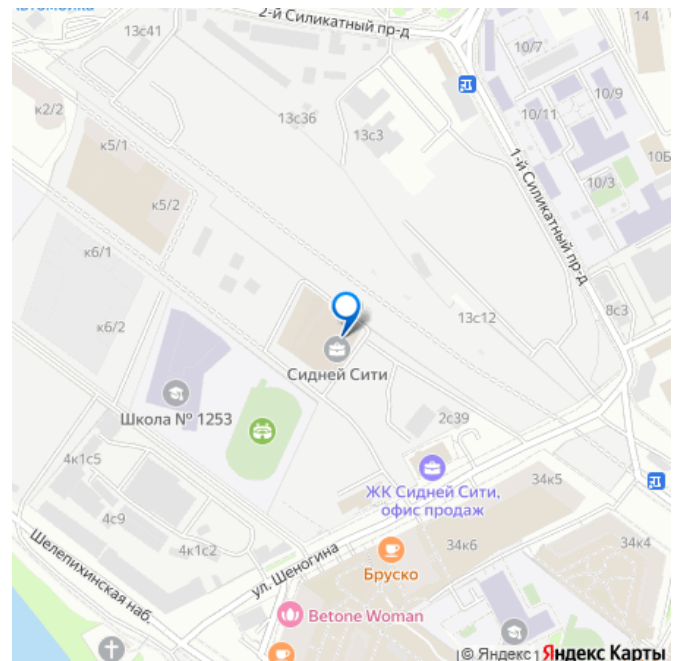 Автомойка
2-й Силикатный пр-д
14
13с41
10/7
10/9
к2/2
10/11
13с36
13с3
к5/1
10Б
1-й Силикатный пр-д
10/3
к5/2
к6/1
8с3
13с12
к6/2
Сидней Сити
Школа № 1253
2с39
4к1с5
ЖК Сидней Сити,
офис продаж
34к5
4с9
34к6
34к4
4к1с2
ул. Шеногина
Бруско
Шелепихинская наб.
Betone Woman
© Яндекс
1
Яндекс Карты